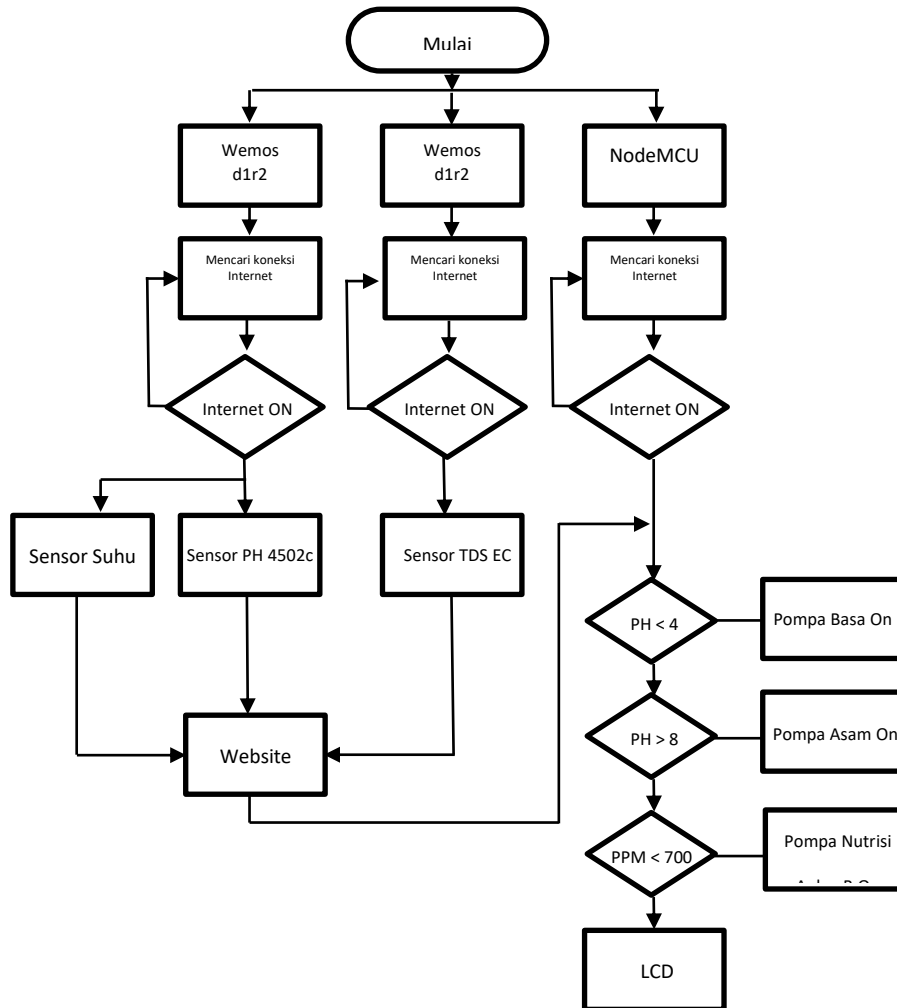 Mulai
Wemos
d1r2
Wemos
d1r2
NodeMCU
Mencari koneksi
Internet
Mencari koneksi
Internet
Mencari koneksi
Internet
Internet ON
Internet ON
Internet ON
Sensor Suhu
Sensor PH 4502c
Sensor TDS EC
PH < 4
Pompa Basa On
Website
PH > 8
Pompa Asam On
PPM < 700
Pompa Nutrisi
LCD